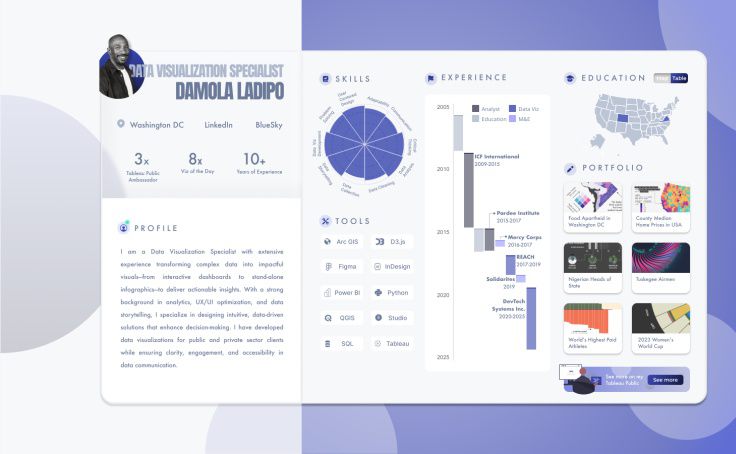 DATA VISUALIZATION SPECIALIST
DAMOLA LADIPO
Washington DC
LinkedIn
BlueSky
3x
Tableau Public
Ambassador
8x
Viz of the Day
10+
Years of Experience
PROFILE
I am a Data Visualization Specialist with extensive
experience transforming complex data into impactful
visuals—from interactive dashboards to stand-alone
infographics—to deliver actionable insights. With a strong
background in analytics, UX/UI optimization, and data
storytelling, I specialize in designing intuitive, data-driven
solutions that enhance decision-making. I have developed
data visualizations for public and private sector clients
while ensuring clarity, engagement, and accessibility in
data communication.
SKILLS
User
Centered
Design
Adaptability
Communication
Critical
Thinking
Data
Analysis
Data Cleaning
Data
Collection
Data
Storytelling
Data Viz
Development
Problem
Solving
TOOLS
Arc GIS
D3.js
Figma
InDesign
Power BI
Python
QGIS
Studio
SQL
Tableau
EXPERIENCE
2005
Analyst
Data Viz
Education
M&E
ICF International
2009-2015
2010
Pardee Institute
2015-2017
2015
Mercy Corps
2016-2017
REACH
2017-2019
Solidarites
2019
2020
DevTech
Systems Inc.
2020-2025
2025
EDUCATION
Map
Table
PORTFOLIO
Food Apartheid in
Washington DC
County Median
Home Prices in USA
Nigerian Heads of
State
Tuskegee Airmen
World's Highest Paid
Athletes
2023 Women's
World Cup
See more on my
Tableau Public
See more